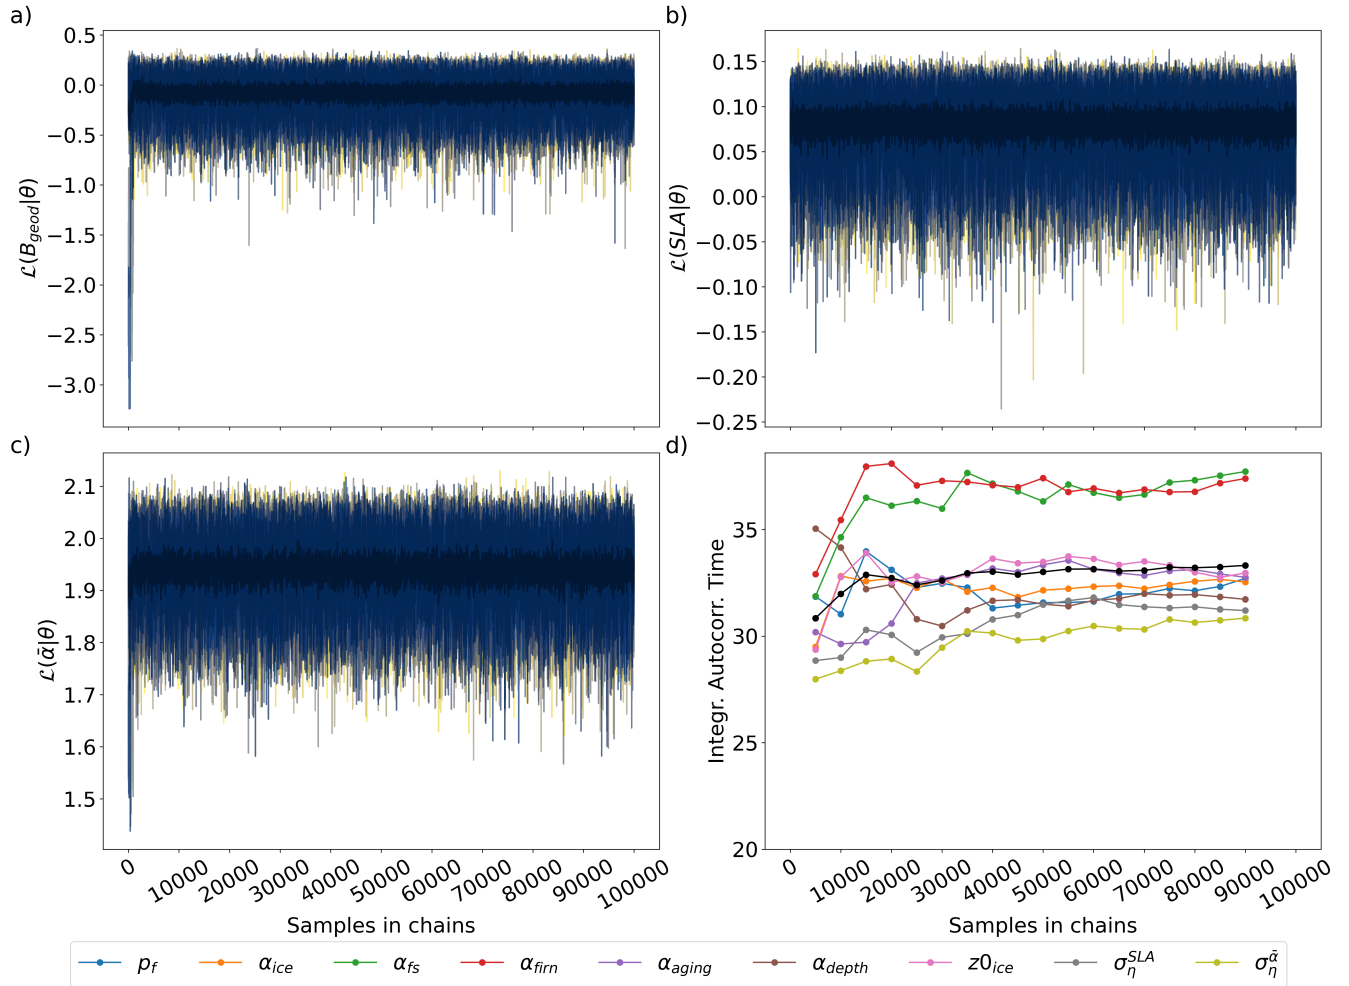 a)
0.5
0.0
−0.5
−1.0
−1.5
−2.0
−2.5
−3.0
ℒ(B_geod|θ)
b)
0.15
0.10
0.05
0.00
−0.05
−0.10
−0.15
−0.20
−0.25
ℒ(SLA|θ)
c)
2.1
2.0
1.9
1.8
1.7
1.6
1.5
ℒ(ᾱ|θ)
0 10000 20000 30000 40000 50000 60000 70000 80000 90000 100000
Samples in chains
d)
35
30
25
20
Integr. Autocorr. Time
0 10000 20000 30000 40000 50000 60000 70000 80000 90000 100000
Samples in chains
p_f α_ice α_fs α_firn α_aging α_depth z0_ice σ_η^SLA σ_η^ᾱ